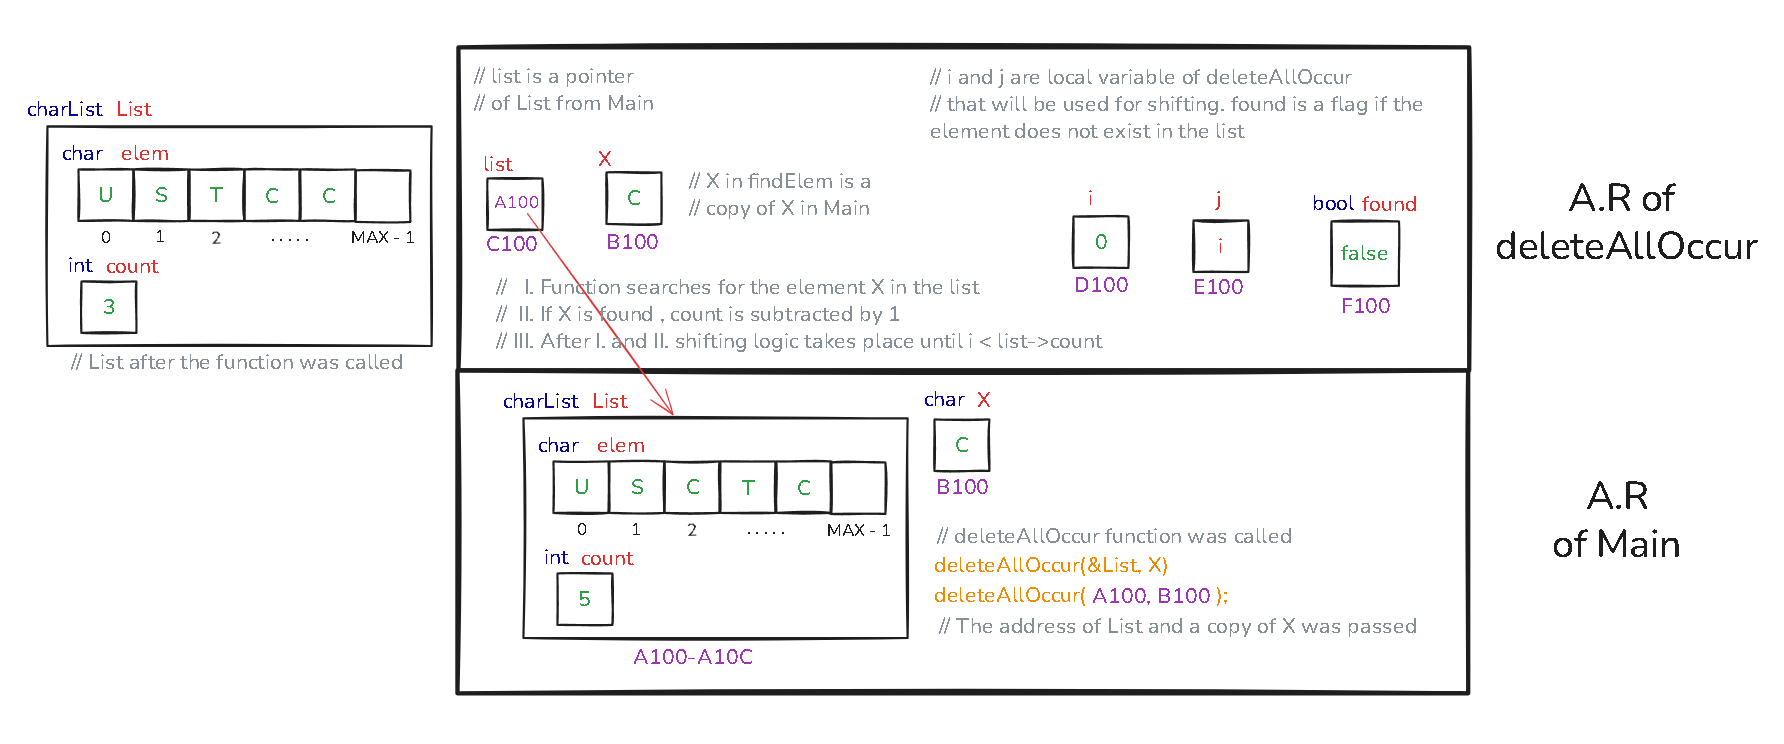 charList List
char elem
U S T C C
0 1 2 ..... MAX - 1
int count
3
// List after the function was called
// list is a pointer
// of List from Main
list
A100
C100
X
C
B100
// X in findElem is a
// copy of X in Main
// i and j are local variable of deleteAllOccur
// that will be used for shifting. found is a flag if the
element does not exist in the list
i
0
D100
j
i
E100
bool found
false
F100
// I. Function searches for the element X in the list
// II. If X is found , count is subtracted by 1
// III. After I. and II. shifting logic takes place until i < list->count
A.R of
deleteAllOccur
charList List
char elem
U S C T C
0 1 2 ..... MAX - 1
int count
5
A100-A10C
char X
C
B100
// deleteAllOccur function was called
deleteAllOccur(&List, X)
deleteAllOccur( A100, B100 );
// The address of List and a copy of X was passed
A.R
of Main